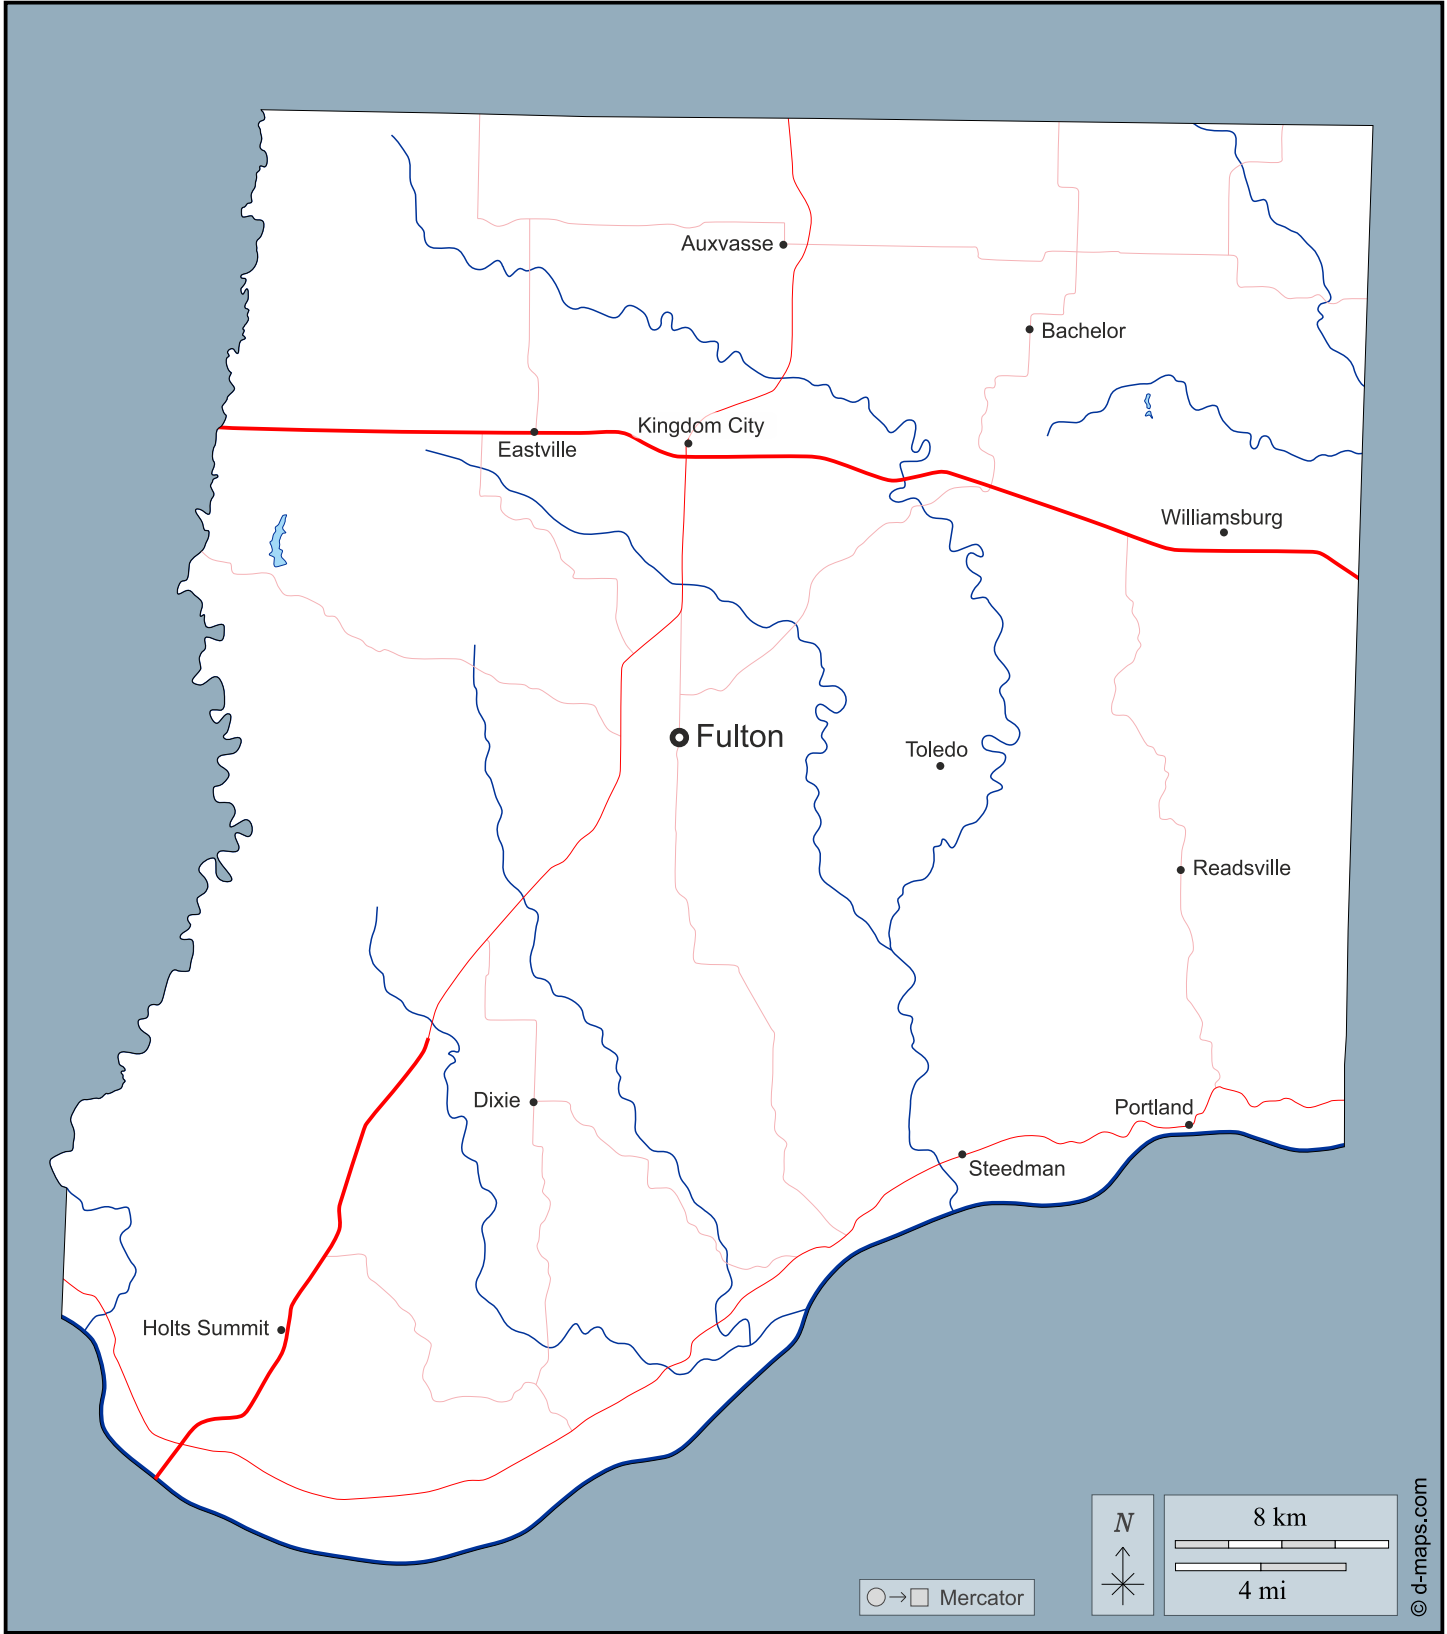 Auxvasse
Bachelor
Kingdom City
Eastville
Williamsburg
Fulton
Toledo
Readsville
Dixie
Portland
Steedman
Holts Summit
N
8 km
4 mi
Mercator
© d-maps.com